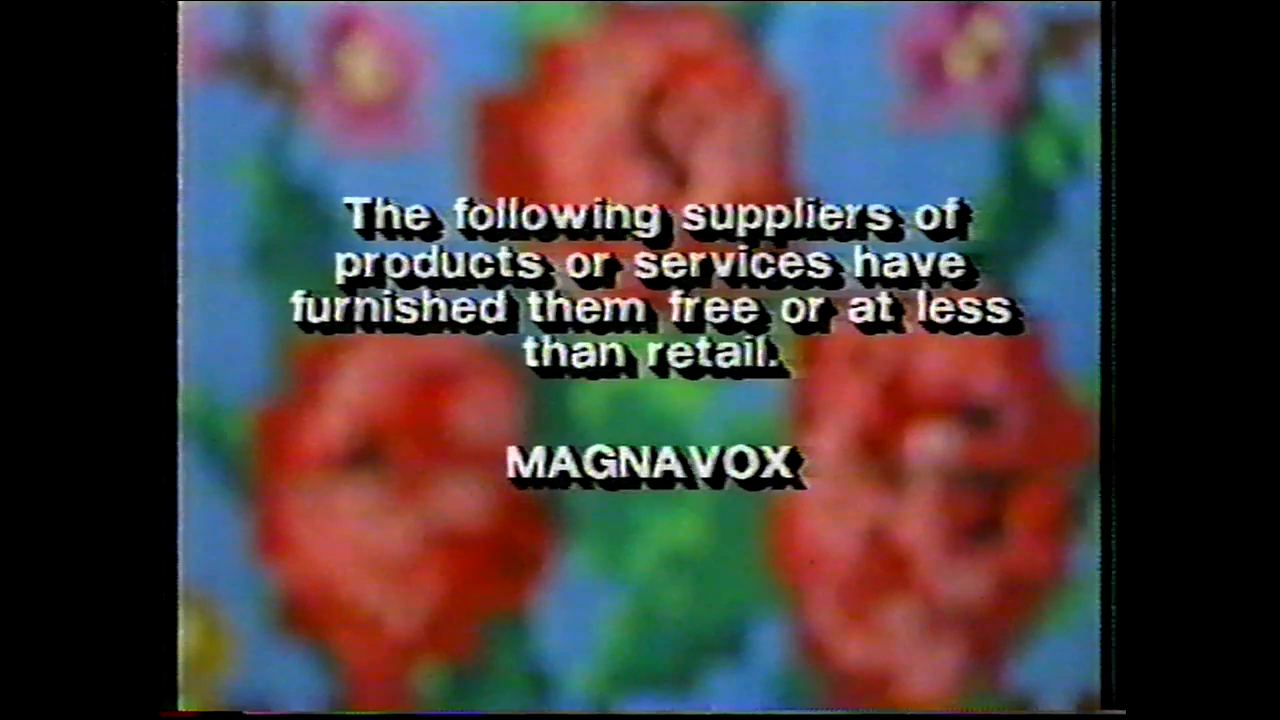 The following suppliers of
products or services have
furnished them free or at less
than retail.
MAGNAVOX